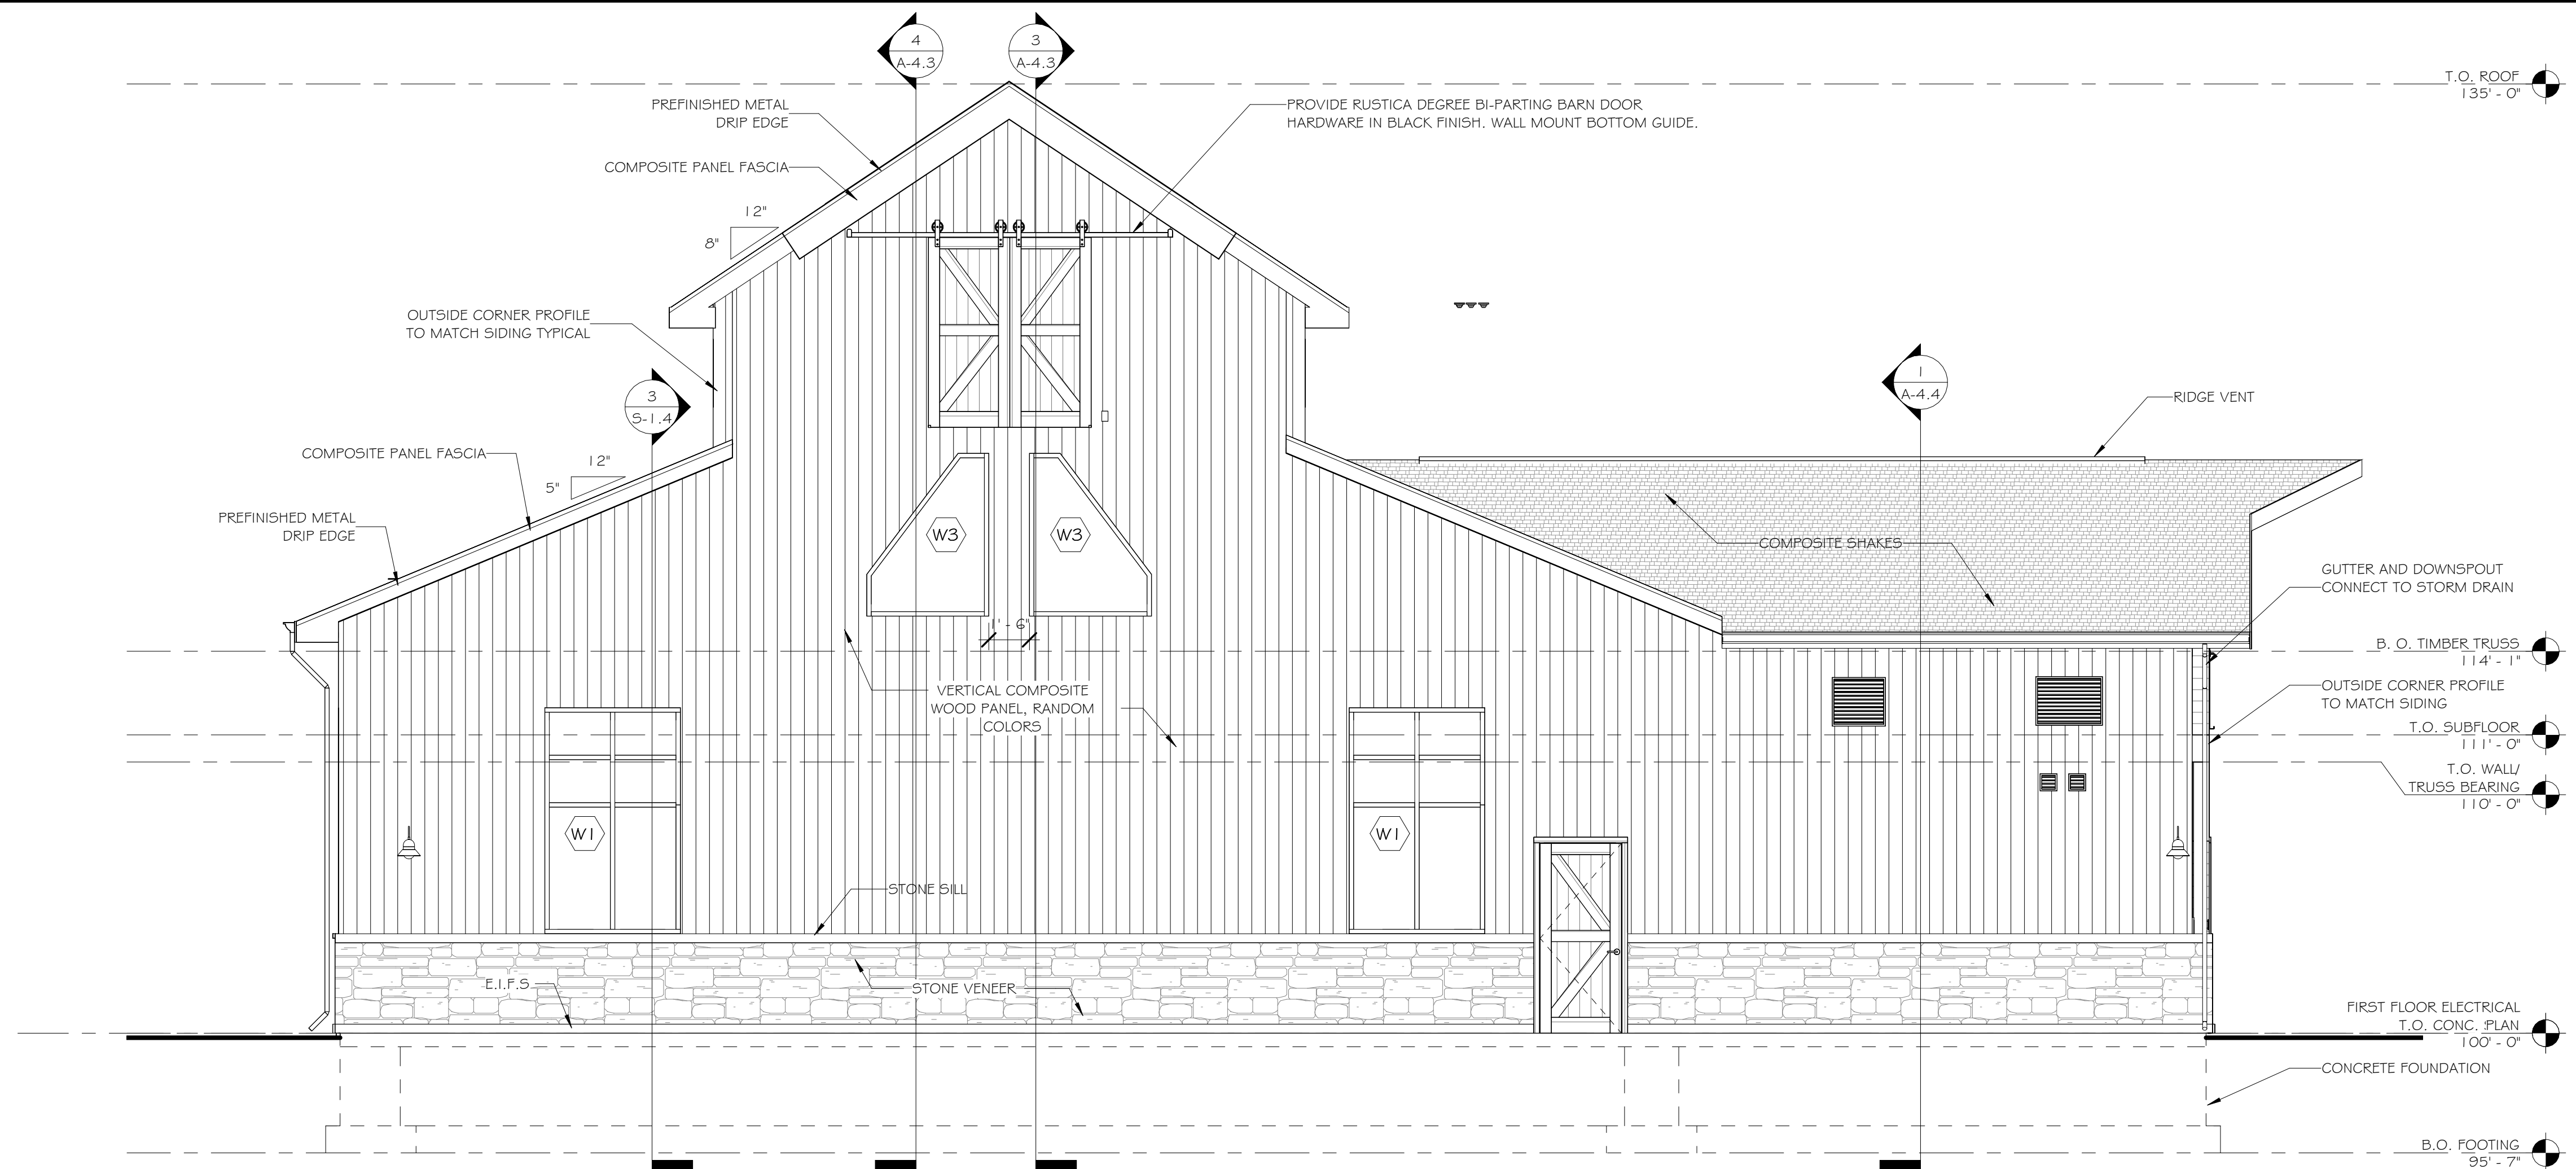 4
A-4.3
3
A-4.3
T.O. ROOF
135' - 0"
PREFINISHED METAL
DRIP EDGE
PROVIDE RUSTICA DEGREE BI-PARTING BARN DOOR
HARDWARE IN BLACK FINISH. WALL MOUNT BOTTOM GUIDE.
COMPOSITE PANEL FASCIA
12"
8"
OUTSIDE CORNER PROFILE
TO MATCH SIDING TYPICAL
3
S-1.4
1
A-4.4
RIDGE VENT
COMPOSITE PANEL FASCIA
12"
5"
PREFINISHED METAL
DRIP EDGE
W3
W3
COMPOSITE SHAKES
GUTTER AND DOWNSPOUT
CONNECT TO STORM DRAIN
1' - 6"
B. O. TIMBER TRUSS
114' - 1"
VERTICAL COMPOSITE
WOOD PANEL, RANDOM
COLORS
OUTSIDE CORNER PROFILE
TO MATCH SIDING
T.O. SUBFLOOR
111' - 0"
T.O. WALL/
TRUSS BEARING
110' - 0"
W1
W1
STONE SILL
E.I.F.S
STONE VENEER
FIRST FLOOR ELECTRICAL
T.O. CONC. PLAN
100' - 0"
CONCRETE FOUNDATION
B.O. FOOTING
95' - 7"